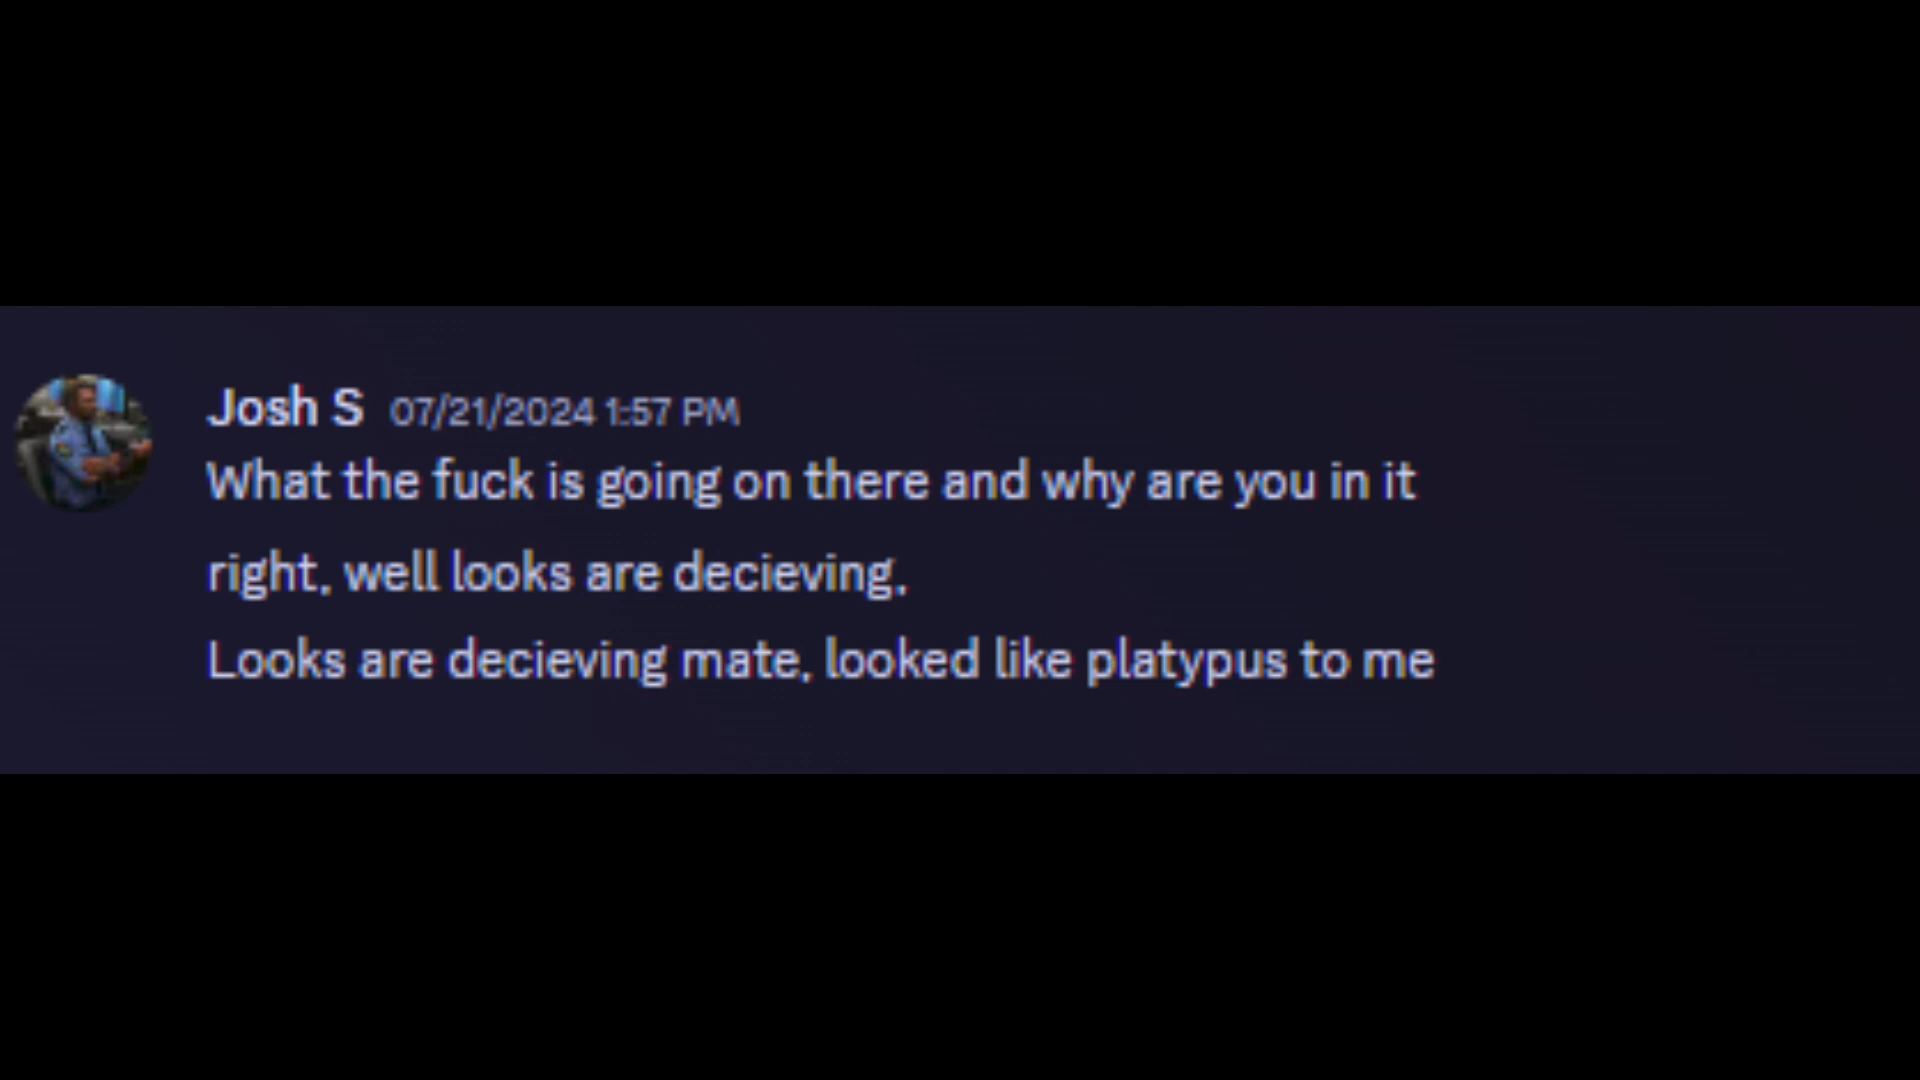 Josh S 07/21/2024 1:57 PM
What the fuck is going on there and why are you in it
right, well looks are decieving,
Looks are decieving mate, looked like platypus to me